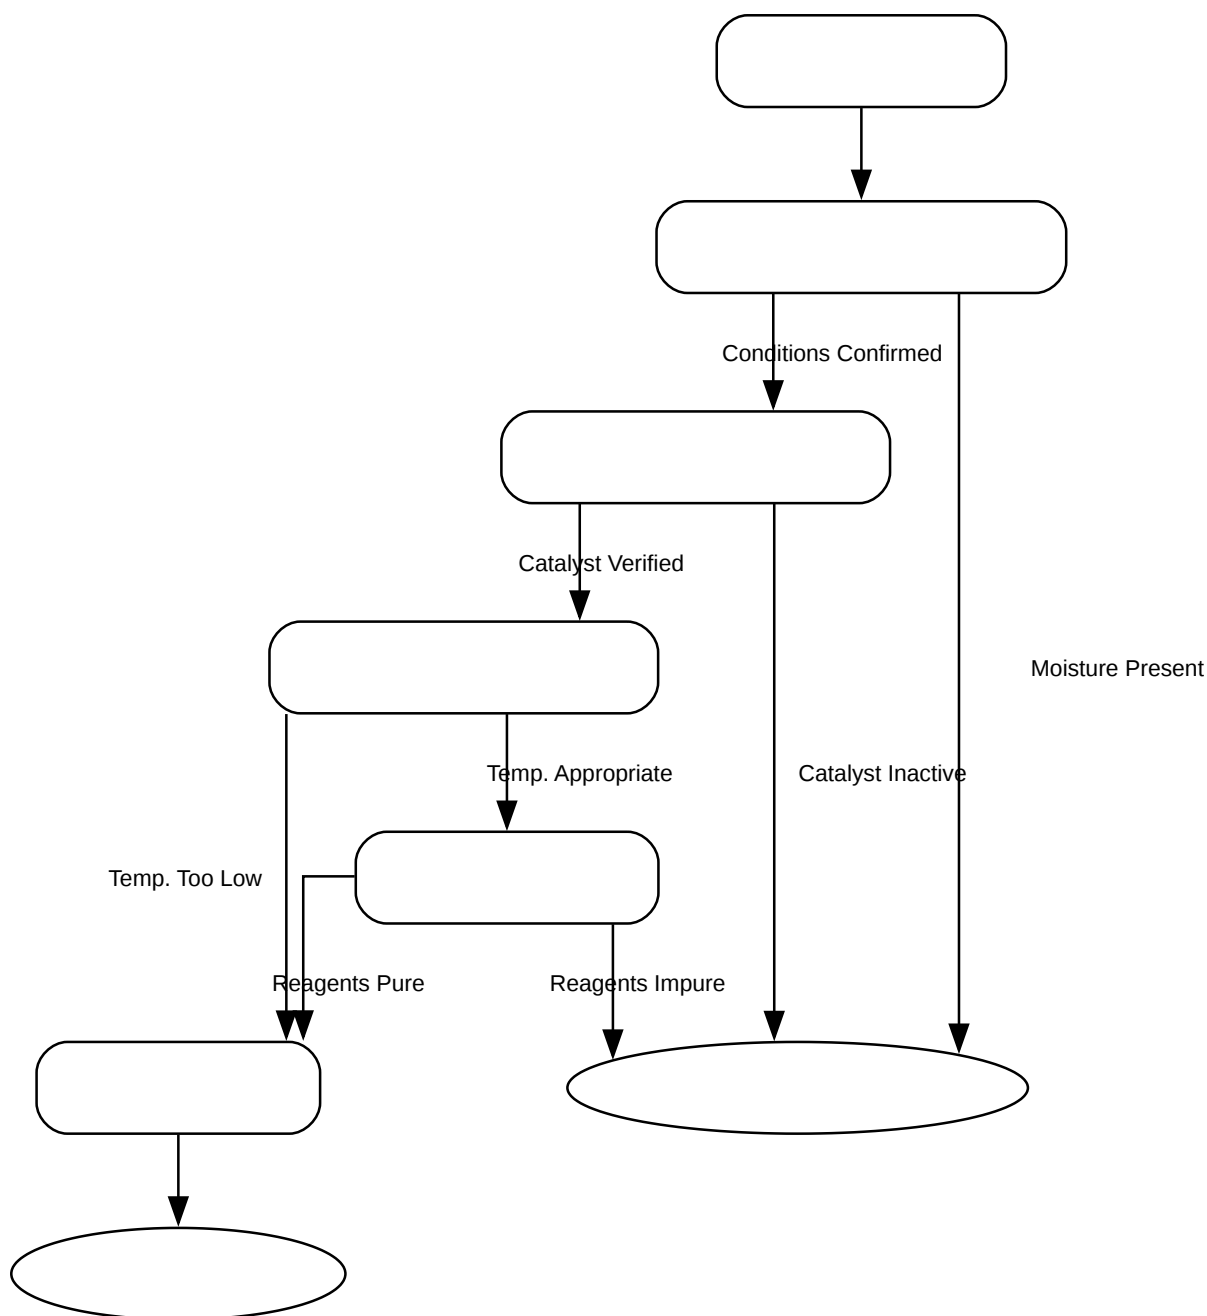 Conditions Confirmed
Catalyst Verified
Moisture Present
Temp. Appropriate
Catalyst Inactive
Temp. Too Low
Reagents Pure
Reagents Impure